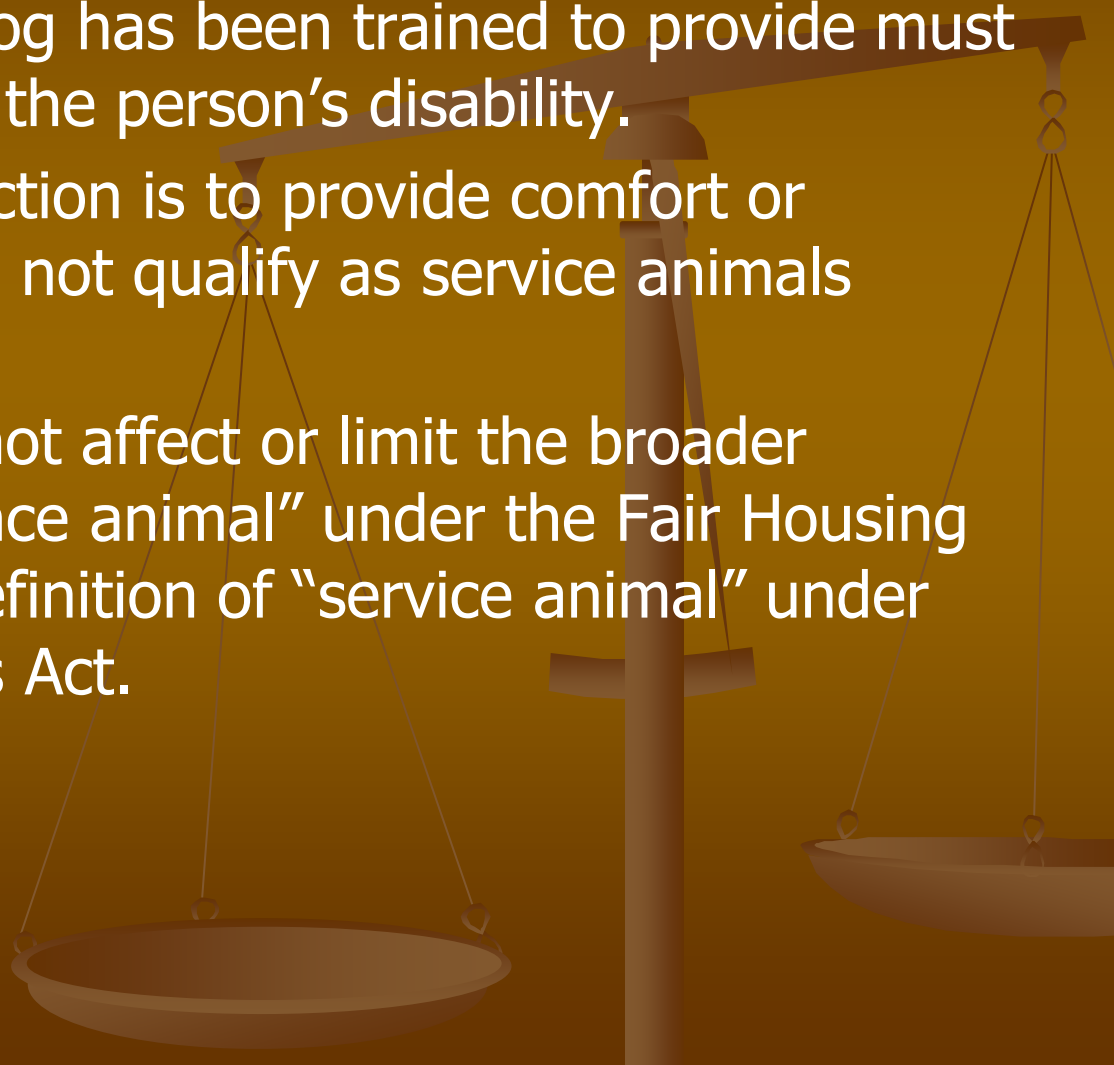 og has been trained to provide must
the person’s disability.
ction is to provide comfort or
not qualify as service animals
not affect or limit the broader
nce animal” under the Fair Housing
efinition of “service animal” under
s Act.